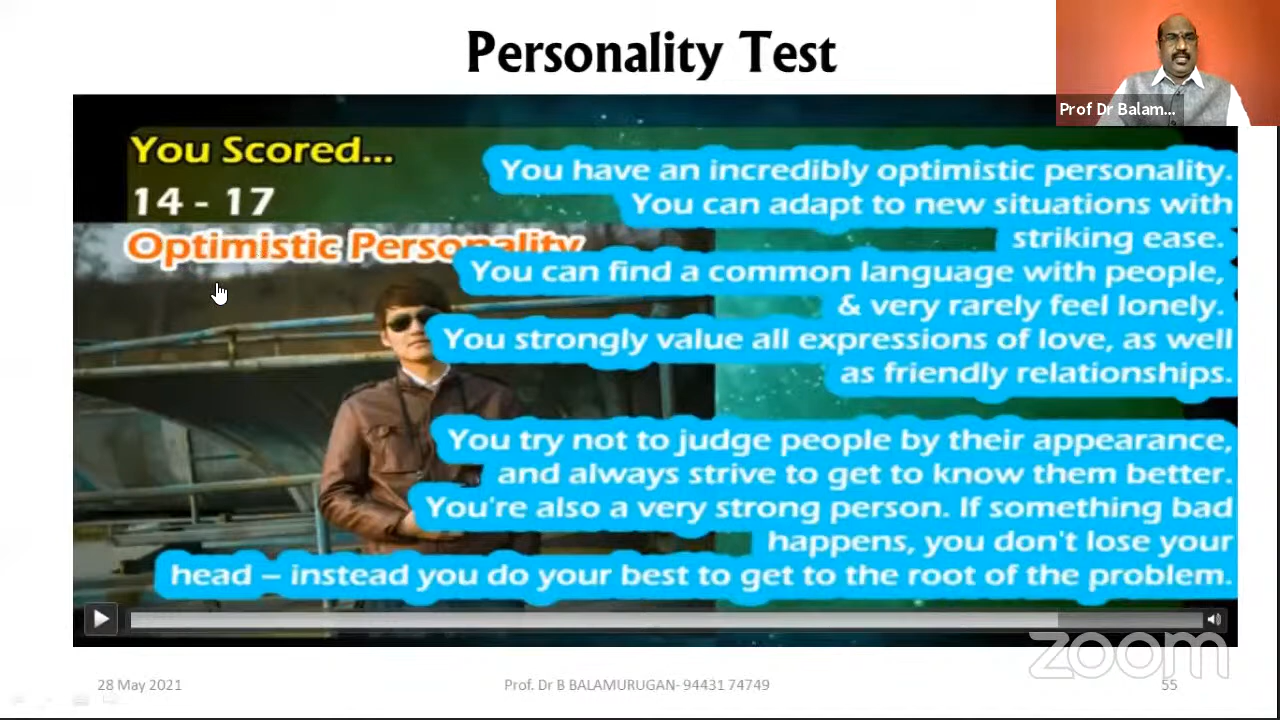 Personality Test
Prof Dr Balam...
You Scored...
14 - 17
Optimistic Personality
You have an incredibly optimistic personality.
You can adapt to new situations with
striking ease.
You can find a common language with people,
& very rarely feel lonely.
You strongly value all expressions of love, as well
as friendly relationships.
You try not to judge people by their appearance,
and always strive to get to know them better.
You're also a very strong person. If something bad
happens, you don't lose your
head – instead you do your best to get to the root of the problem.
zoom
28 May 2021
Prof. Dr B BALAMURUGAN- 94431 74749
55